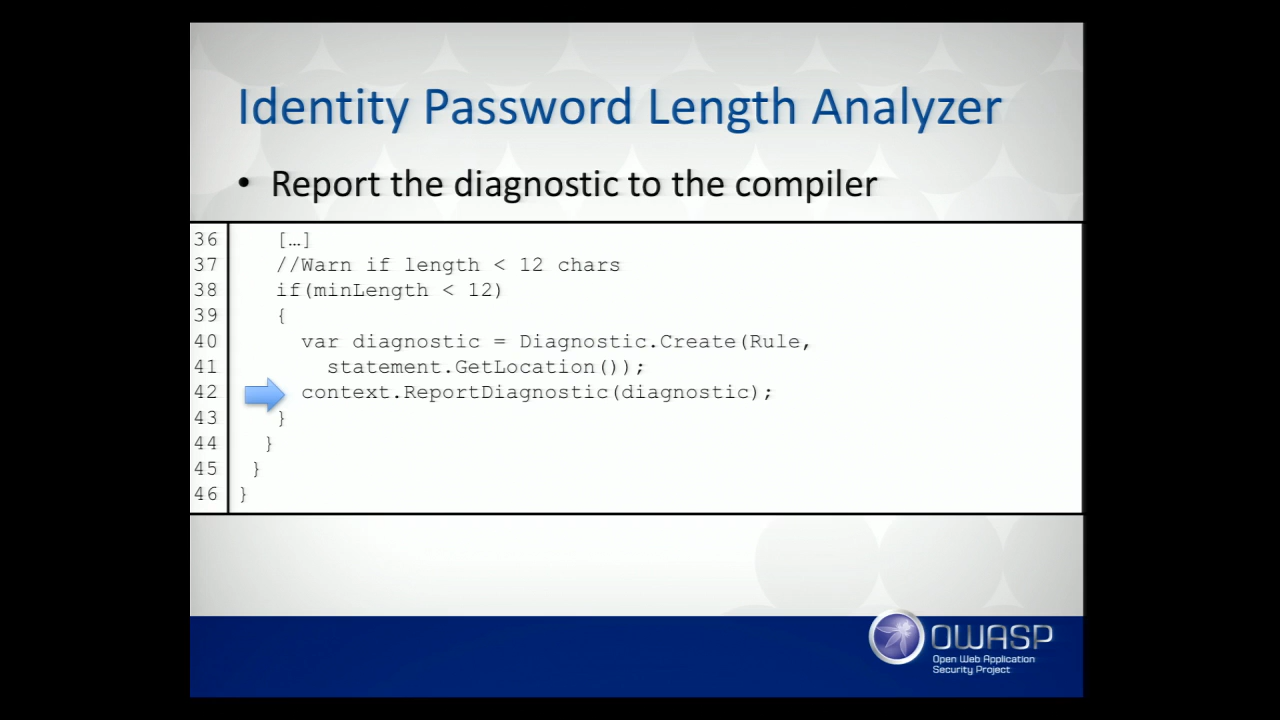 Identity Password Length Analyzer
• Report the diagnostic to the compiler
36 […]
37 //Warn if length < 12 chars
38 if(minLength < 12)
39 {
40 var diagnostic = Diagnostic.Create(Rule,
41 statement.GetLocation());
42 context.ReportDiagnostic(diagnostic);
43 }
44 }
45 }
46 }
OWASP
Open Web Application
Security Project